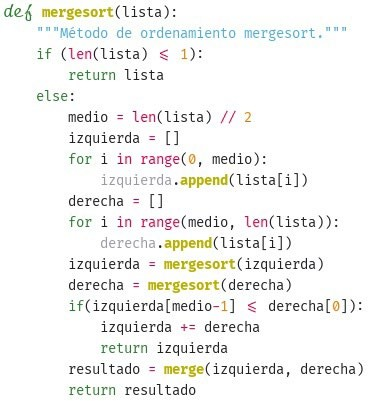 def mergesort(lista):
    """Método de ordenamiento mergesort."""
    if (len(lista) <= 1):
        return lista
    else:
        medio = len(lista) // 2
        izquierda = []
        for i in range(0, medio):
            izquierda.append(lista[i])
        derecha = []
        for i in range(medio, len(lista)):
            derecha.append(lista[i])
        izquierda = mergesort(izquierda)
        derecha = mergesort(derecha)
        if(izquierda[medio-1] <= derecha[0]):
            izquierda += derecha
            return izquierda
        resultado = merge(izquierda, derecha)
        return resultado